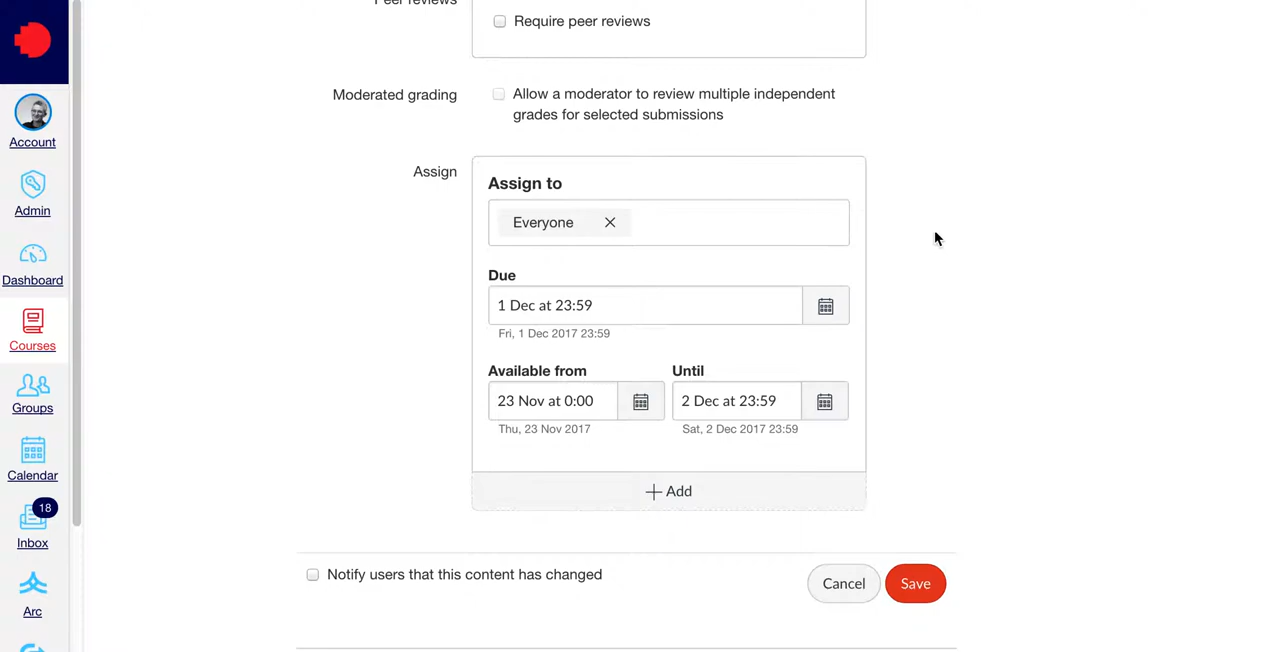 Peer reviews
Require peer reviews
Moderated grading
Allow a moderator to review multiple independent
grades for selected submissions
Assign
Assign to
Everyone
Due
1 Dec at 23:59
Fri, 1 Dec 2017 23:59
Available from
Until
23 Nov at 0:00
2 Dec at 23:59
Thu, 23 Nov 2017
Sat, 2 Dec 2017 23:59
Add
Notify users that this content has changed
Cancel
Save
Account
Admin
Dashboard
Courses
Groups
Calendar
18
Inbox
Arc